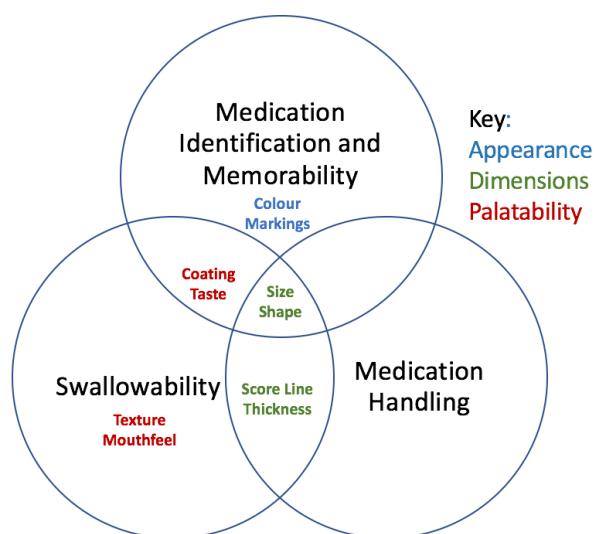 Medication
Identification and
Memorability
Colour
Markings
Key:
Appearance
Dimensions
Palatability
Coating
Taste
Size
Shape
Swallowability
Texture
Mouthfeel
Score Line
Thickness
Medication
Handling